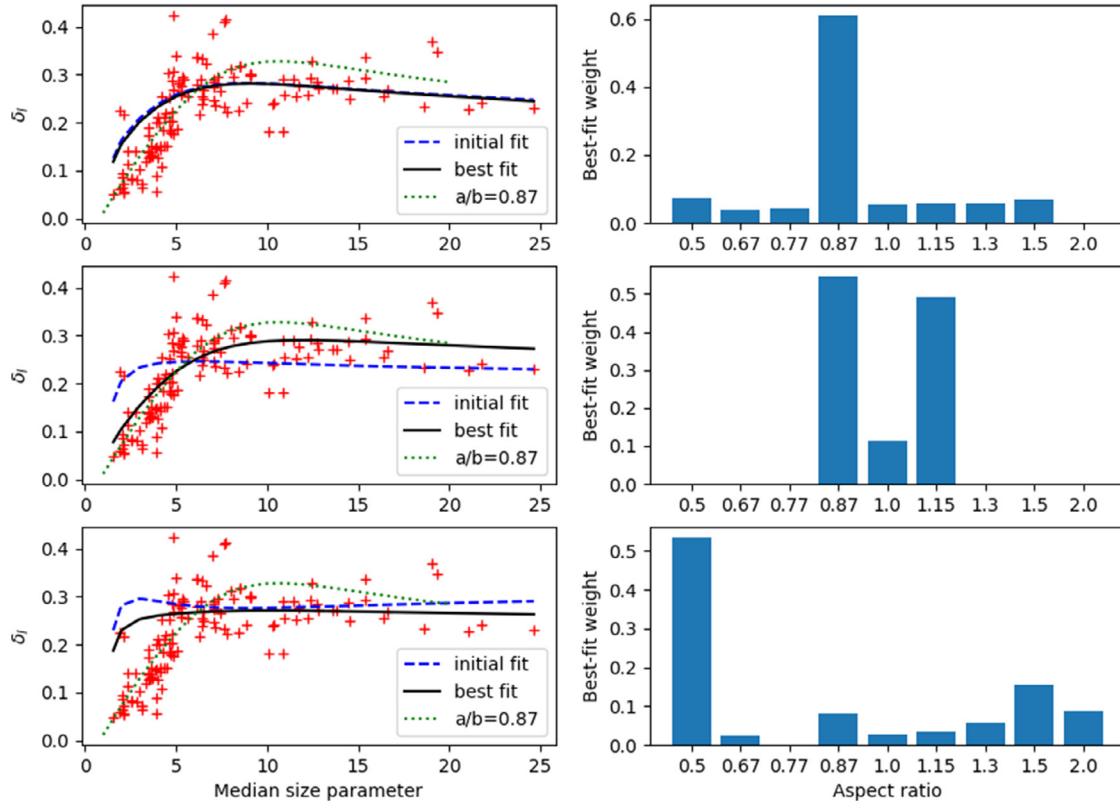 0.4
0.3
0.2
0.1
0.0
δl
initial fit
best fit
a/b=0.87
0 5 10 15 20 25
0.6
0.4
0.2
0.0
Best-fit weight
0.5 0.67 0.77 0.87 1.0 1.15 1.3 1.5 2.0
0.4
0.3
0.2
0.1
0.0
δl
initial fit
best fit
a/b=0.87
0 5 10 15 20 25
0.5
0.4
0.3
0.2
0.1
0.0
Best-fit weight
0.5 0.67 0.77 0.87 1.0 1.15 1.3 1.5 2.0
0.4
0.3
0.2
0.1
0.0
δl
initial fit
best fit
a/b=0.87
0 5 10 15 20 25
Median size parameter
0.5
0.4
0.3
0.2
0.1
0.0
Best-fit weight
0.5 0.67 0.77 0.87 1.0 1.15 1.3 1.5 2.0
Aspect ratio